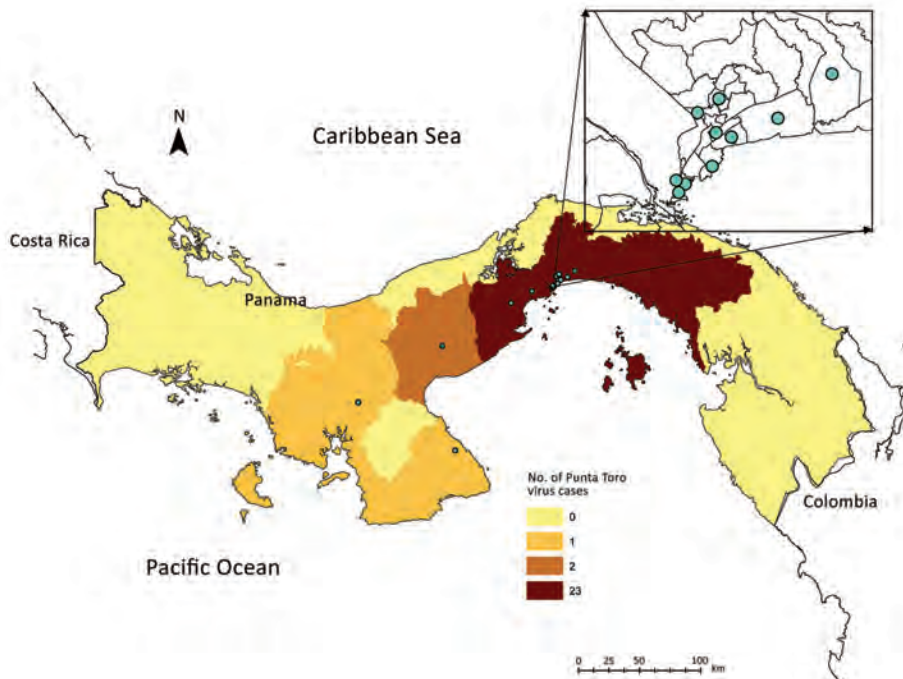 N
Caribbean Sea
Costa Rica
Panama
No. of Punta Toro
virus cases
0
1
2
23
Colombia
Pacific Ocean
0 25 50 100
km